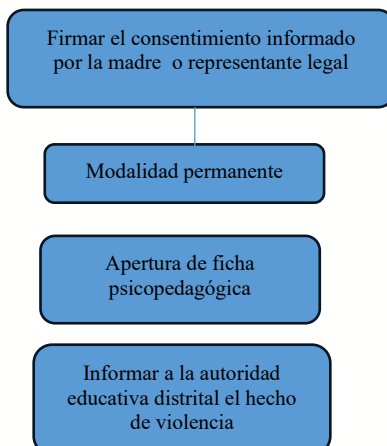 Firmar el consentimiento informado
por la madre o representante legal
Modalidad permanente
Apertura de ficha
psicopedagógica
Informar a la autoridad
educativa distrital el hecho
de violencia